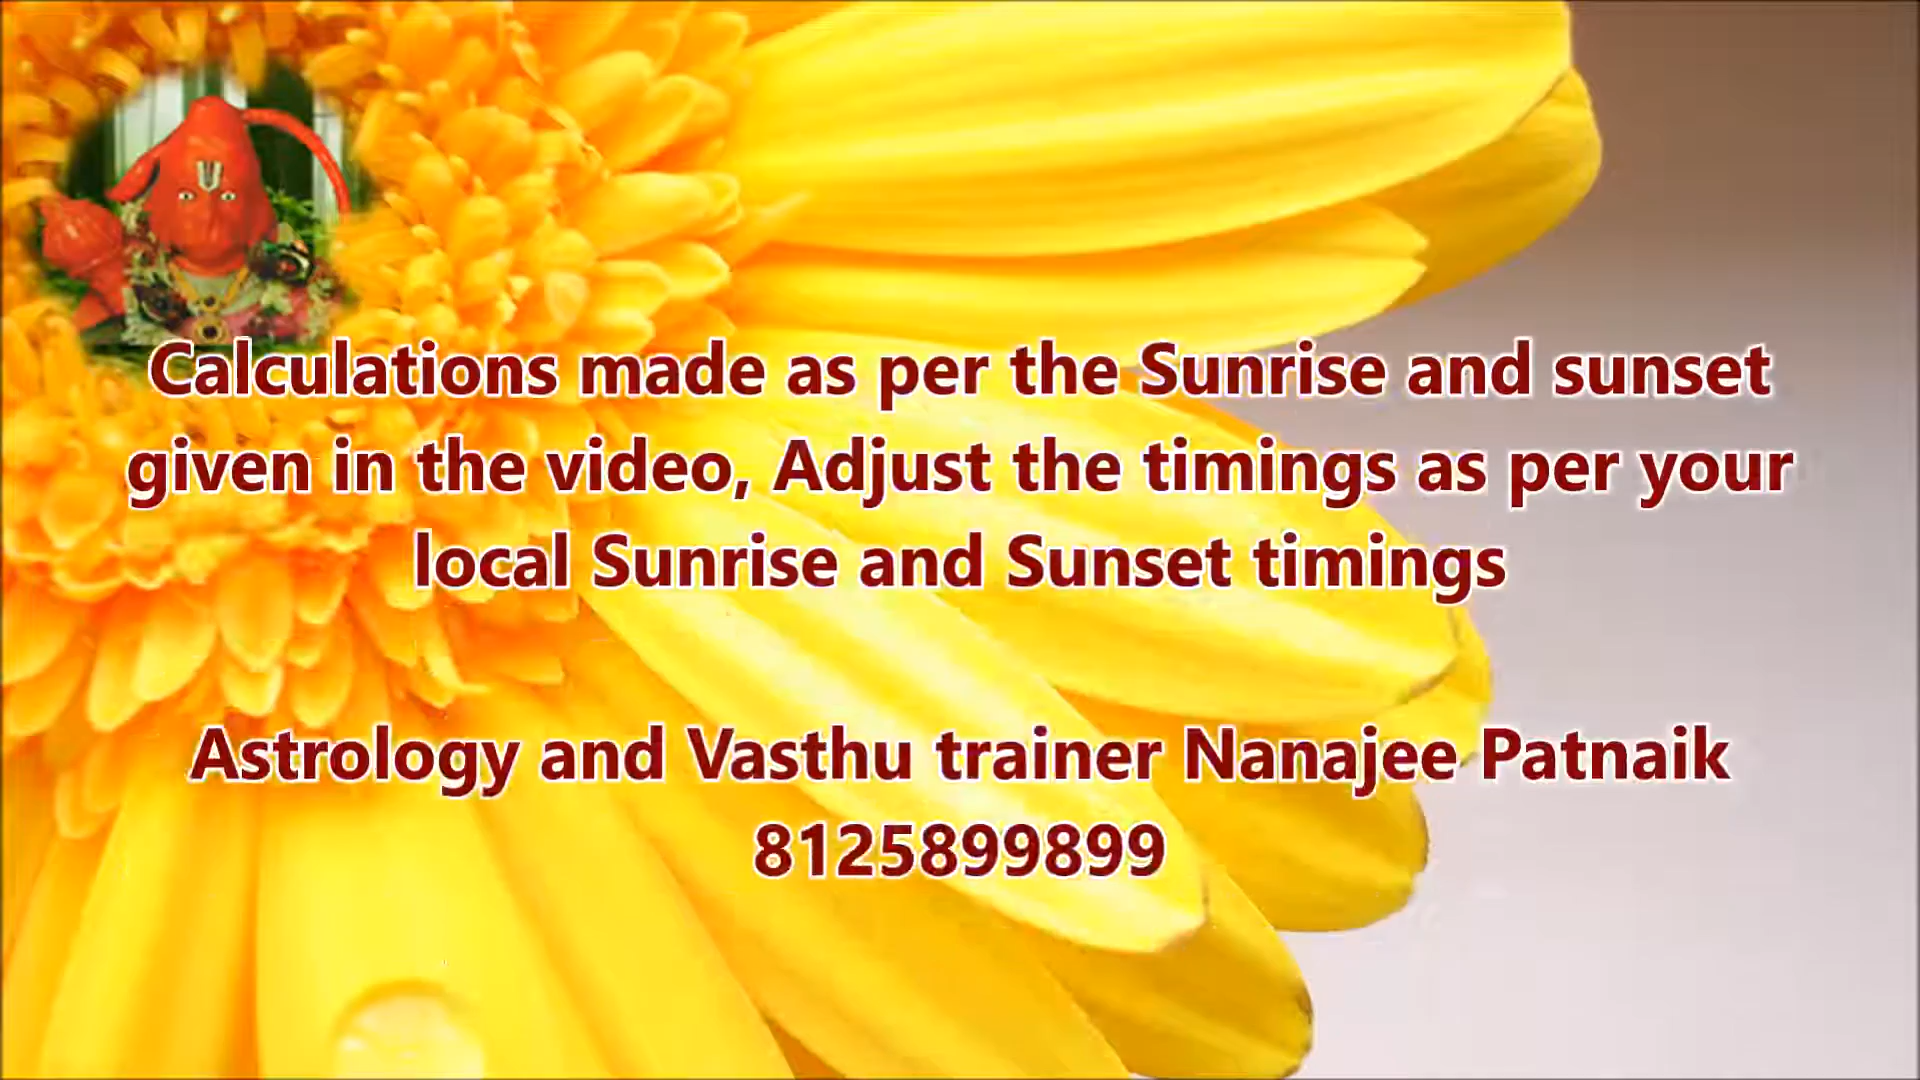 Calculations made as per the Sunrise and sunset
given in the video, Adjust the timings as per your
local Sunrise and Sunset timings
Astrology and Vasthu trainer Nanajee Patnaik
8125899899